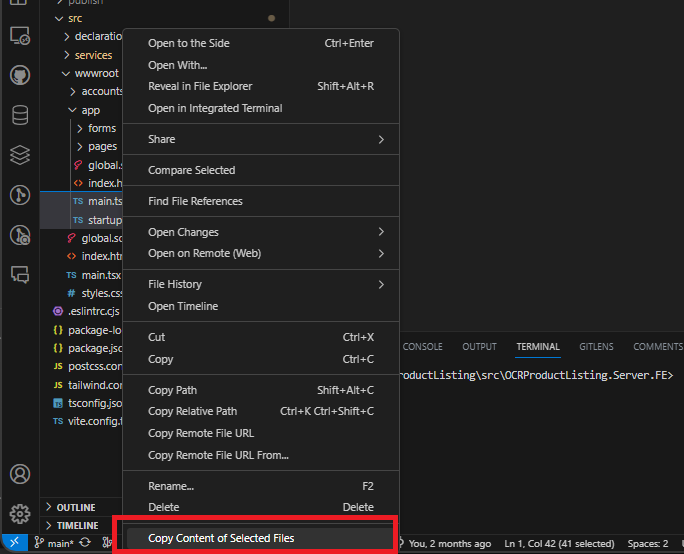 publish
src
declaration
services
wwwroot
accounts
app
forms
pages
global.s
index.h
TS main.ts
TS startup
global.sc
index.htm
TS main.tsx
# styles.css
.eslintrc.cjs
{} package-lo
{} package.jso
JS postcss.con
JS tailwind.con
tsconfig.jso
vite.config.t
OUTLINE
TIMELINE
main*
Open to the Side Ctrl+Enter
Open With...
Reveal in File Explorer Shift+Alt+R
Open in Integrated Terminal
Share
Compare Selected
Find File References
Open Changes
Open on Remote (Web)
File History
Open Timeline
Cut Ctrl+X
Copy Ctrl+C
Copy Path Shift+Alt+C
Copy Relative Path Ctrl+K Ctrl+Shift+C
Copy Remote File URL
Copy Remote File URL From...
Rename... F2
Delete Delete
Copy Content of Selected Files
CONSOLE OUTPUT TERMINAL GITLENS COMMENTS
roductListing\src\OCRProductListing.Server.FE>
You, 2 months ago Ln 1, Col 42 (41 selected) Spaces: 2